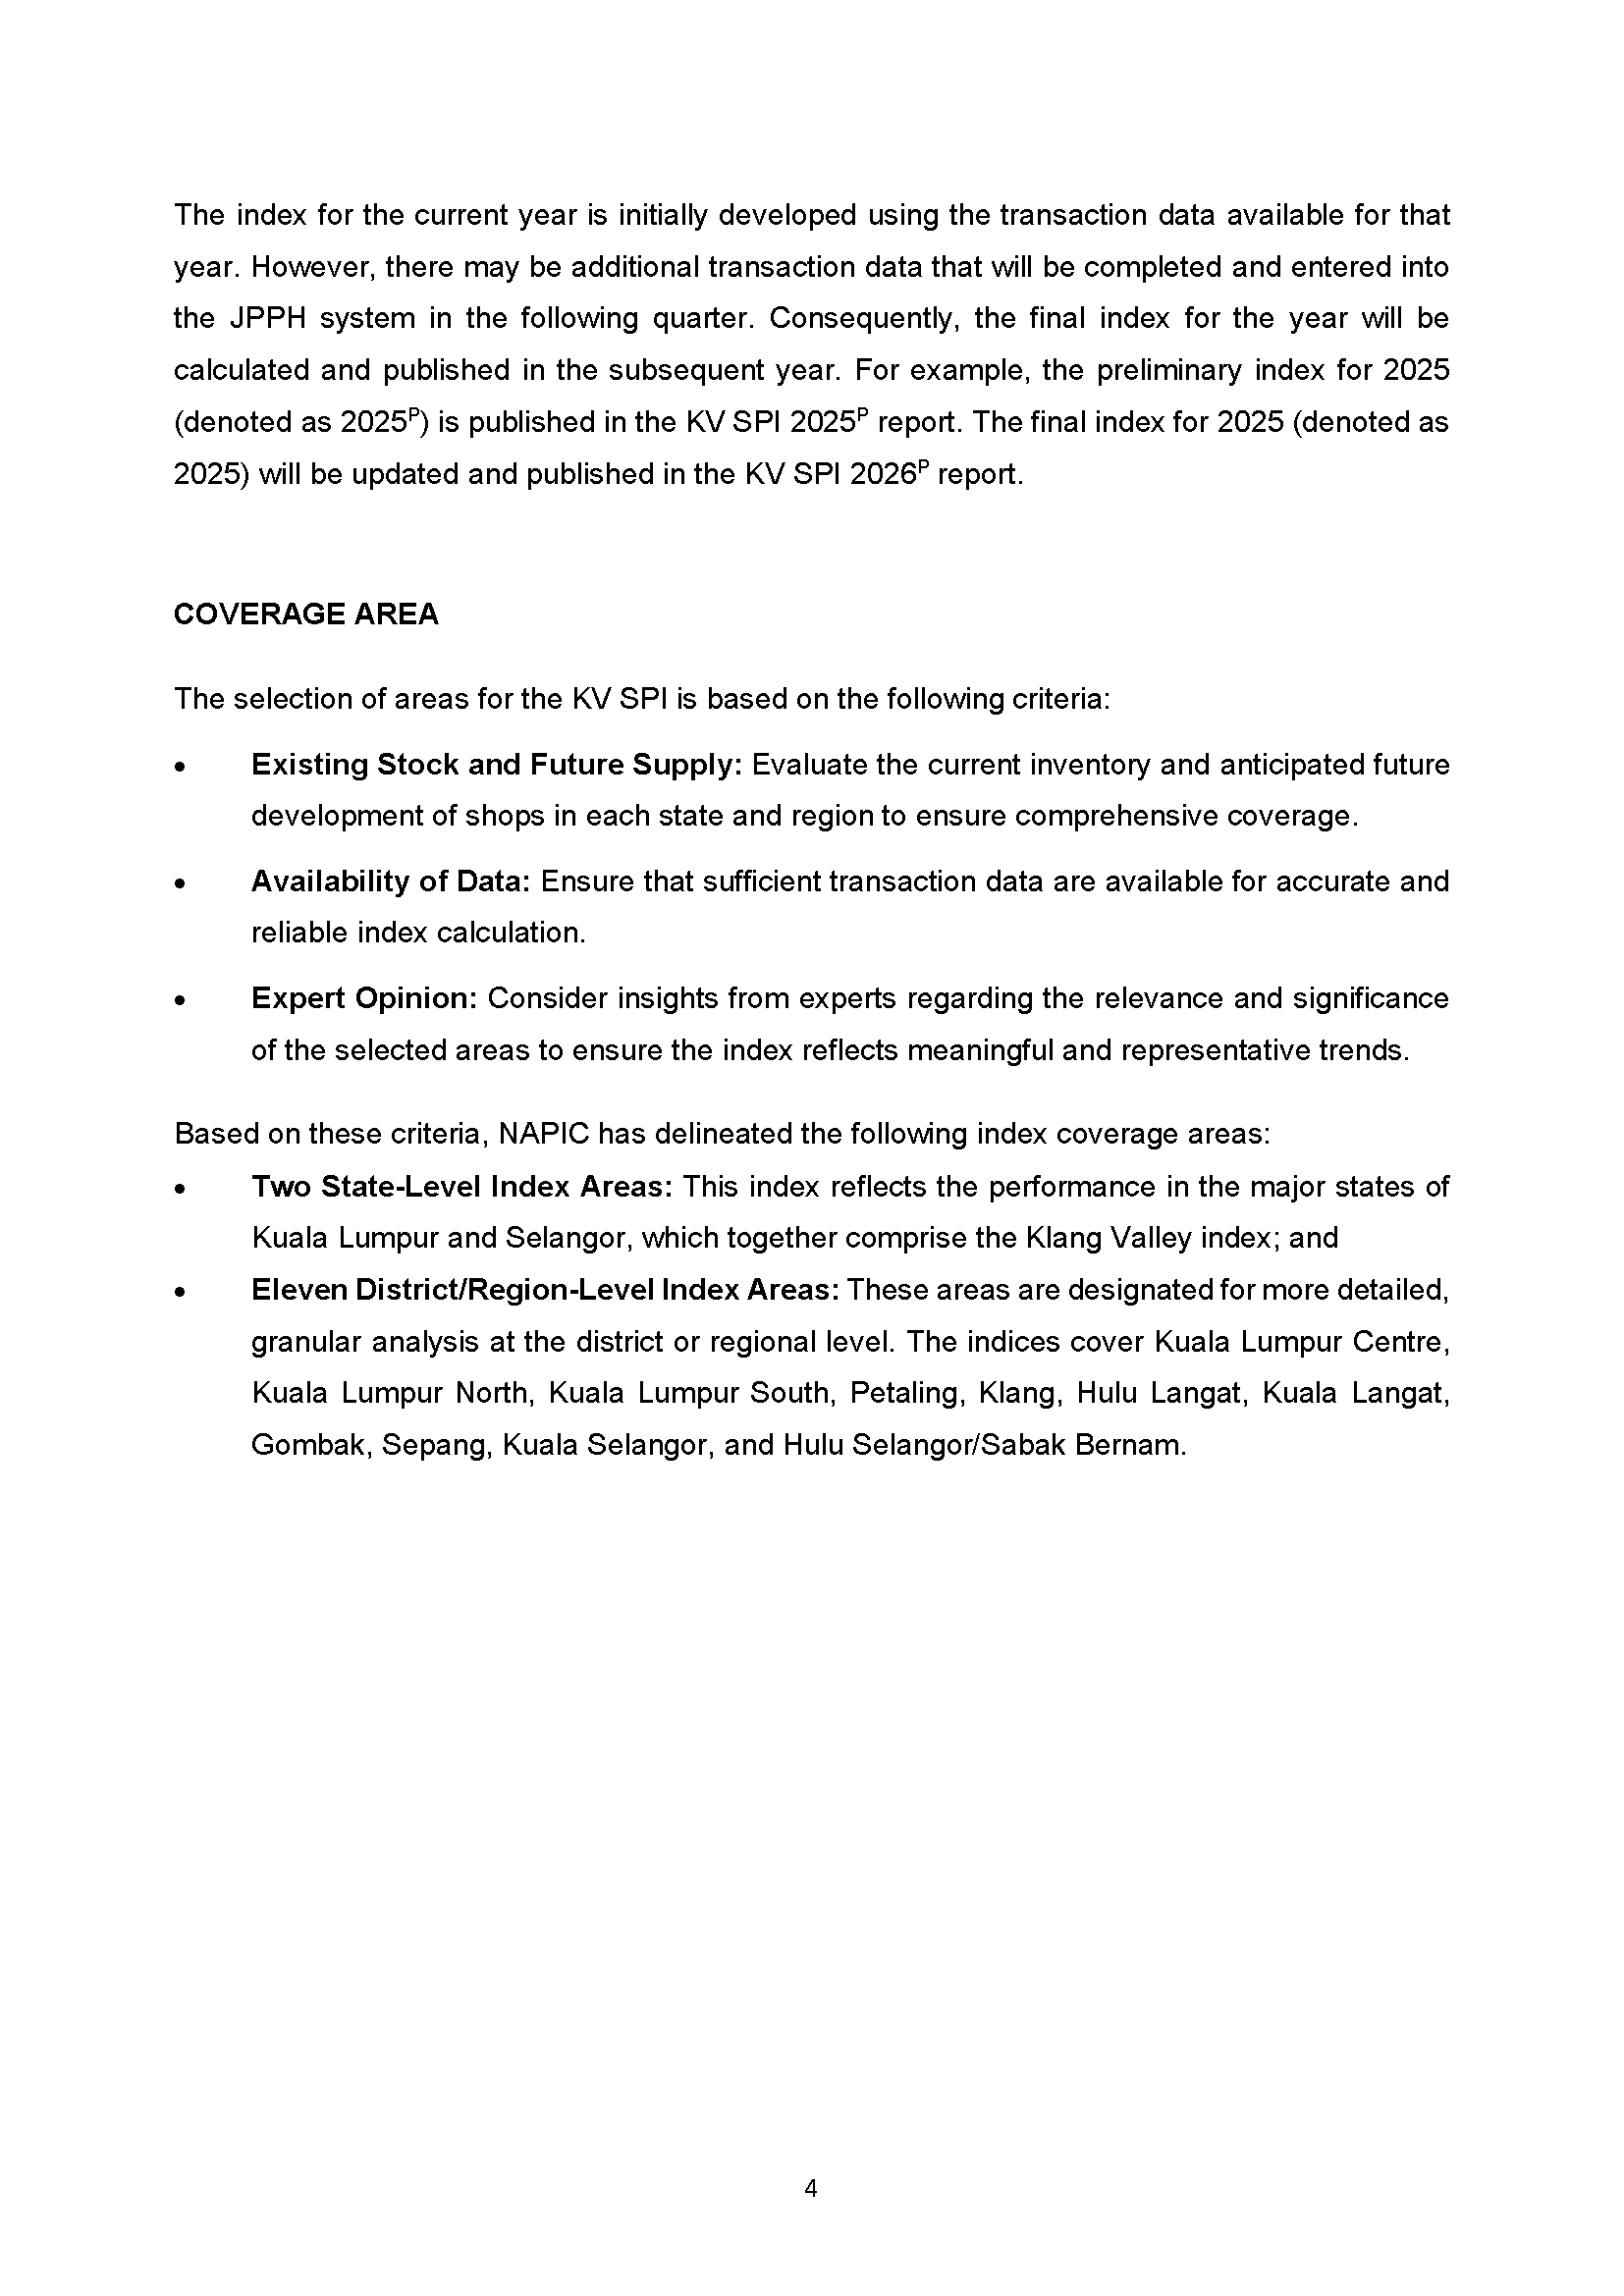 The index for the current year is initially developed using the transaction data available for that
year. However, there may be additional transaction data that will be completed and entered into
the JPPH system in the following quarter. Consequently, the final index for the year will be
calculated and published in the subsequent year. For example, the preliminary index for 2025
(denoted as 2025ᴾ) is published in the KV SPI 2025ᴾ report. The final index for 2025 (denoted as
2025) will be updated and published in the KV SPI 2026ᴾ report.
COVERAGE AREA
The selection of areas for the KV SPI is based on the following criteria:
• Existing Stock and Future Supply: Evaluate the current inventory and anticipated future
development of shops in each state and region to ensure comprehensive coverage.
• Availability of Data: Ensure that sufficient transaction data are available for accurate and
reliable index calculation.
• Expert Opinion: Consider insights from experts regarding the relevance and significance
of the selected areas to ensure the index reflects meaningful and representative trends.
Based on these criteria, NAPIC has delineated the following index coverage areas:
• Two State-Level Index Areas: This index reflects the performance in the major states of
Kuala Lumpur and Selangor, which together comprise the Klang Valley index; and
• Eleven District/Region-Level Index Areas: These areas are designated for more detailed,
granular analysis at the district or regional level. The indices cover Kuala Lumpur Centre,
Kuala Lumpur North, Kuala Lumpur South, Petaling, Klang, Hulu Langat, Kuala Langat,
Gombak, Sepang, Kuala Selangor, and Hulu Selangor/Sabak Bernam.
4